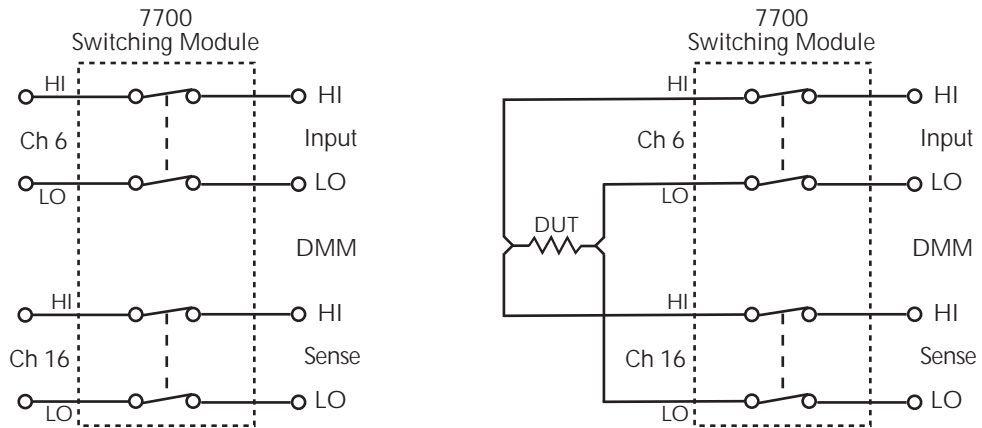 7700
Switching Module
HI
HI
Ch 6
Input
LO
LO
DMM
HI
HI
Ch 16
Sense
LO
LO
7700
Switching Module
HI
HI
Ch 6
Input
LO
LO
DUT
DMM
HI
HI
Ch 16
Sense
LO
LO